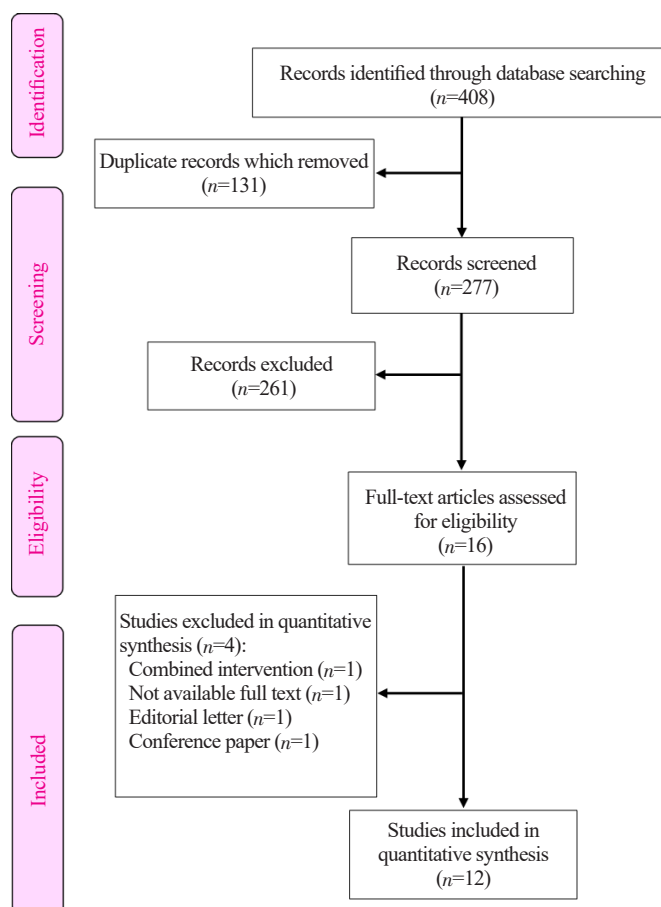 Identification
Records identified through database searching
(n=408)
Duplicate records which removed
(n=131)
Screening
Records screened
(n=277)
Records excluded
(n=261)
Eligibility
Full-text articles assessed
for eligibility
(n=16)
Included
Studies excluded in quantitative
synthesis (n=4):
Combined intervention (n=1)
Not available full text (n=1)
Editorial letter (n=1)
Conference paper (n=1)
Studies included in
quantitative synthesis
(n=12)